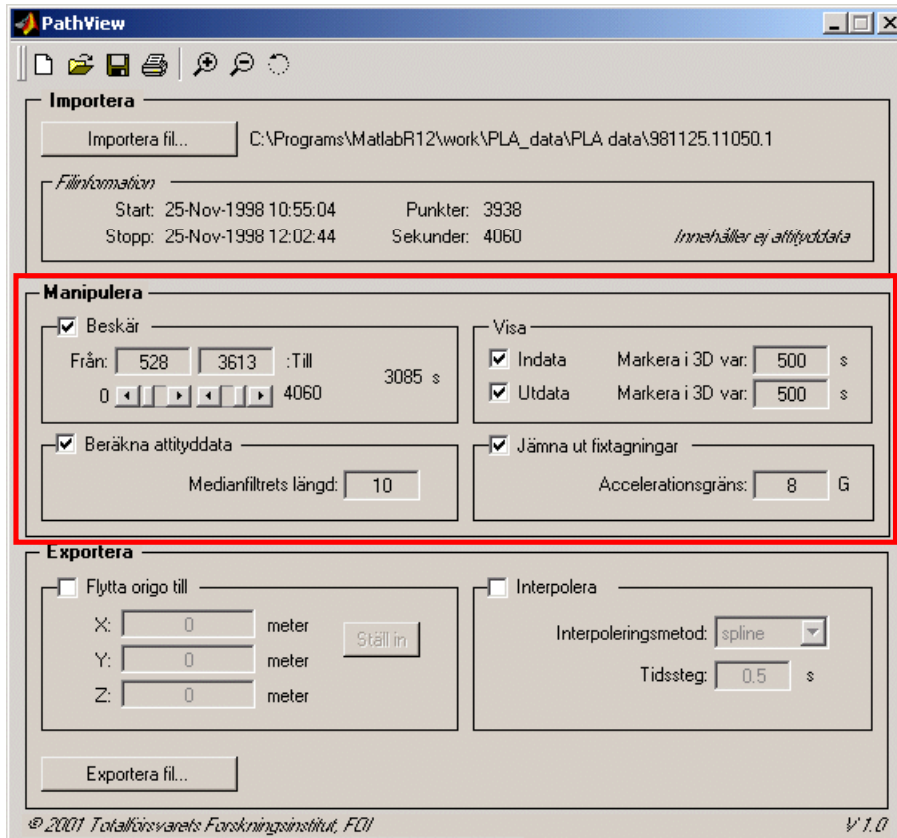 PathView
Importera
Importera fil... C:\Programs\MatlabR12\work\PLA_data\PLA data\981125.11050.1
Filinformation
Start: 25-Nov-1998 10:55:04 Punkter: 3938
Stopp: 25-Nov-1998 12:02:44 Sekunder: 4060 Innehåller ej attityddata
Manipulera
Beskär
Från: 528 3613 :Till
3085 s
0 4060
Visa
Indata Markera i 3D var: 500 s
Utdata Markera i 3D var: 500 s
Beräkna attityddata
Medianfiltrets längd: 10
Jämna ut fixtagningar
Accelerationsgräns: 8 G
Exportera
Flytta origo till
X: 0 meter
Y: 0 meter
Z: 0 meter
Ställ in
Interpolera
Interpoleringsmetod: spline
Tidssteg: 0.5 s
Exportera fil...
© 2001 Totalförsvarets Forskningsinstitut, FOI V 1.0